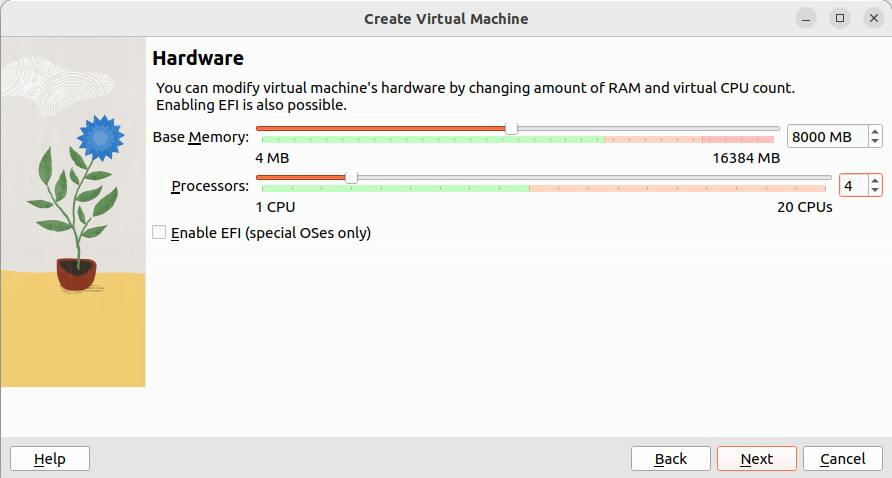 Create Virtual Machine
Hardware
You can modify virtual machine's hardware by changing amount of RAM and virtual CPU count.
Enabling EFI is also possible.
Base Memory: 8000 MB
4 MB 16384 MB
Processors: 4
1 CPU 20 CPUs
Enable EFI (special OSes only)
Help Back Next Cancel